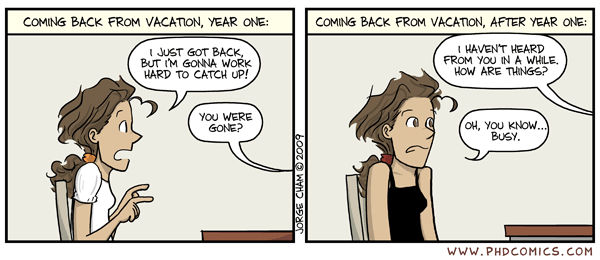 COMING BACK FROM VACATION, YEAR ONE:
I JUST GOT BACK,
BUT I'M GONNA WORK
HARD TO CATCH UP!
YOU WERE
GONE?
JORGE CHAM © 2009
COMING BACK FROM VACATION, AFTER YEAR ONE:
I HAVEN'T HEARD
FROM YOU IN A WHILE.
HOW ARE THINGS?
OH, YOU KNOW...
BUSY.
WWW.PHDCOMICS.COM